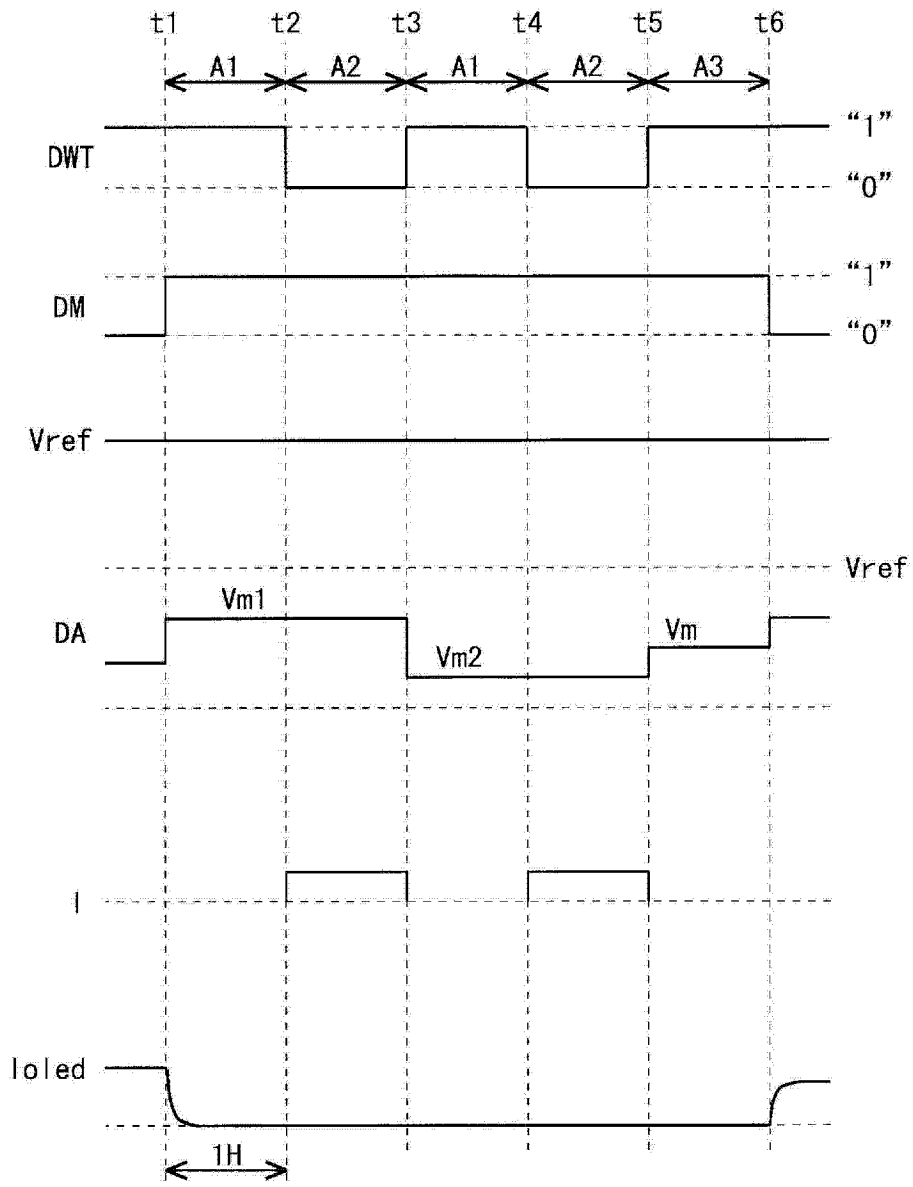 t1 t2 t3 t4 t5 t6
A1 A2 A1 A2 A3
DWT
“1”
“0”
DM
“1”
“0”
Vref
Vref
DA
Vm1
Vm2
Vm
I
Ioled
1H